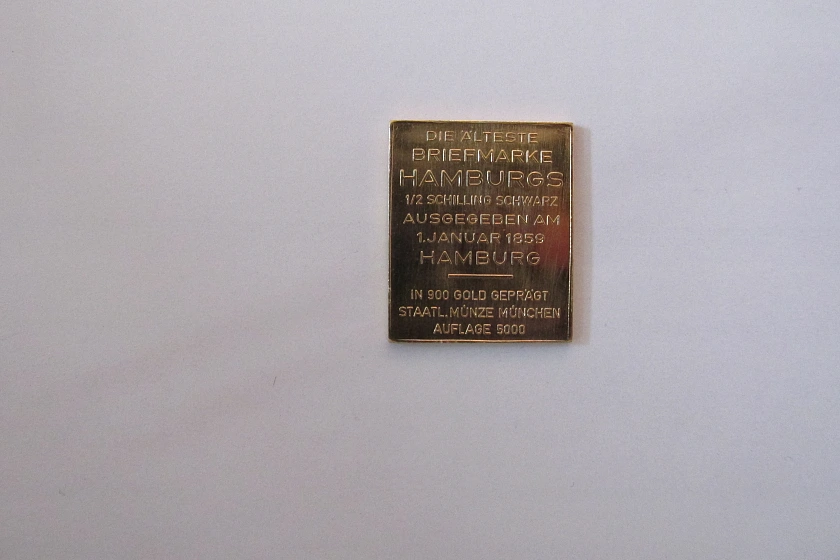 DIE ÄLTESTE
BRIEFMARKE
HAMBURGS
1/2 SCHILLING SCHWARZ
AUSGEGEBEN AM
1.JANUAR 1859
HAMBURG
IN 900 GOLD GEPRÄGT
STAATL.MÜNZE MÜNCHEN
AUFLAGE 5000